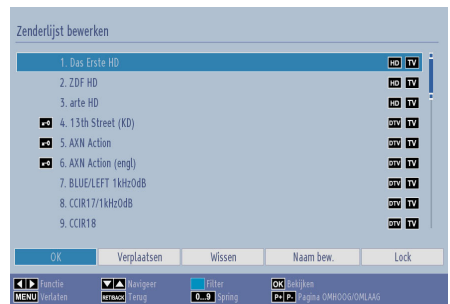 Zenderlijst bewerken
1. Das Erste HD HD TV
2. ZDF HD HD TV
3. arte HD HD TV
4. 13th Street (KD) DTV TV
5. AXN Action DTV TV
6. AXN Action (engl) DTV TV
7. BLUE/LEFT 1kHz0dB DTV TV
8. CCIR17/1kHz0dB DTV TV
9. CCIR18 DTV TV
OK Verplaatsen Wissen Naam bew. Lock
Functie Navigeer Filter OK Bekijken
MENU Verlaten RET/BACK Terug 0...9 Spring P+ P- Pagina OMHOOG/OMLAAG